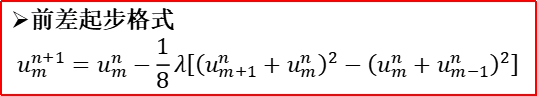 ➢前差起步格式
$u_m^{n+1} = u_m^n - \frac{1}{8}\lambda[(u_{m+1}^n + u_m^n)^2 - (u_m^n + u_{m-1}^n)^2]$